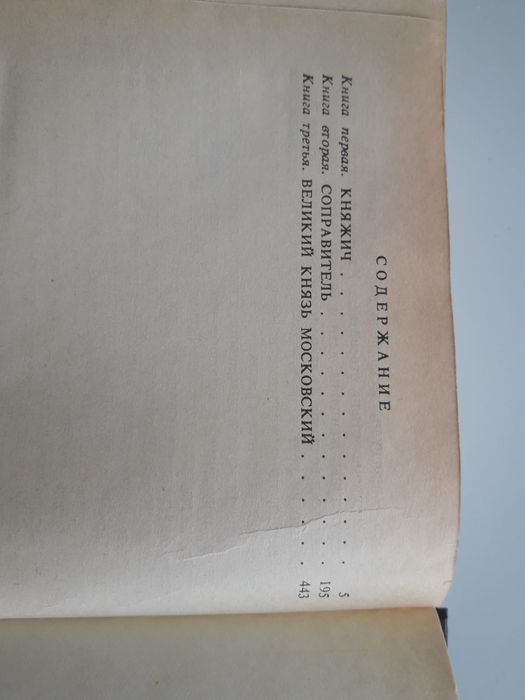 СОДЕРЖАНИЕ
Книга первая. КНЯЖИЧ . . . . . . . . . . . . 5
Книга вторая. СОПРАВИТЕЛЬ . . . . . . . . . . 195
Книга третья. ВЕЛИКИЙ КНЯЗЬ МОСКОВСКИЙ . . . . . . 443